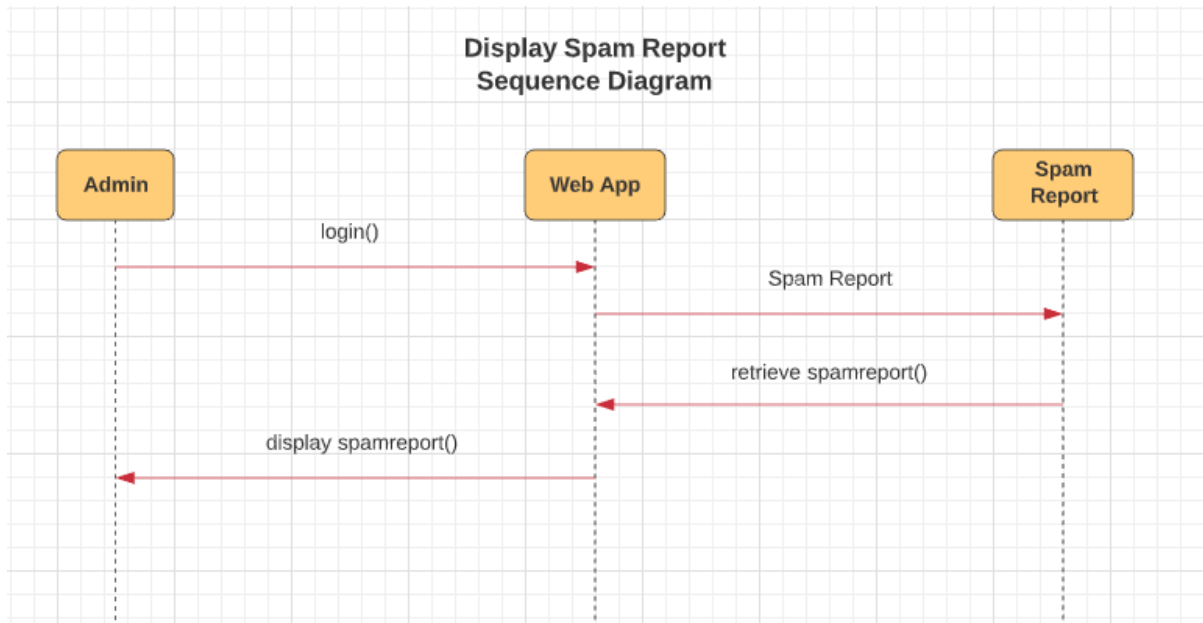 Display Spam Report
Sequence Diagram
Admin
Web App
Spam
Report
login()
Spam Report
retrieve spamreport()
display spamreport()